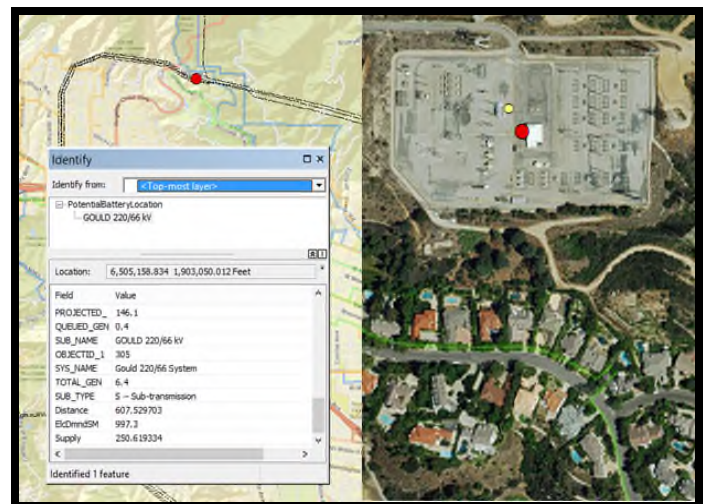 Identify
Identify from: <Top-most layer>
PotentialBatteryLocation
GOULD 220/66 kV
Location: 6,505,158.834 1,903,050.012 Feet
Field Value
PROJECTED_ 146.1
QUEUED_GEN 0.4
SUB_NAME GOULD 220/66 kV
OBJECTID_1 305
SYS_NAME Gould 220/66 System
TOTAL_GEN 6.4
SUB_TYPE S -- Sub-transmission
Distance 607.529703
ElcDmndSM 997.3
Supply 250.619334
Identified 1 feature